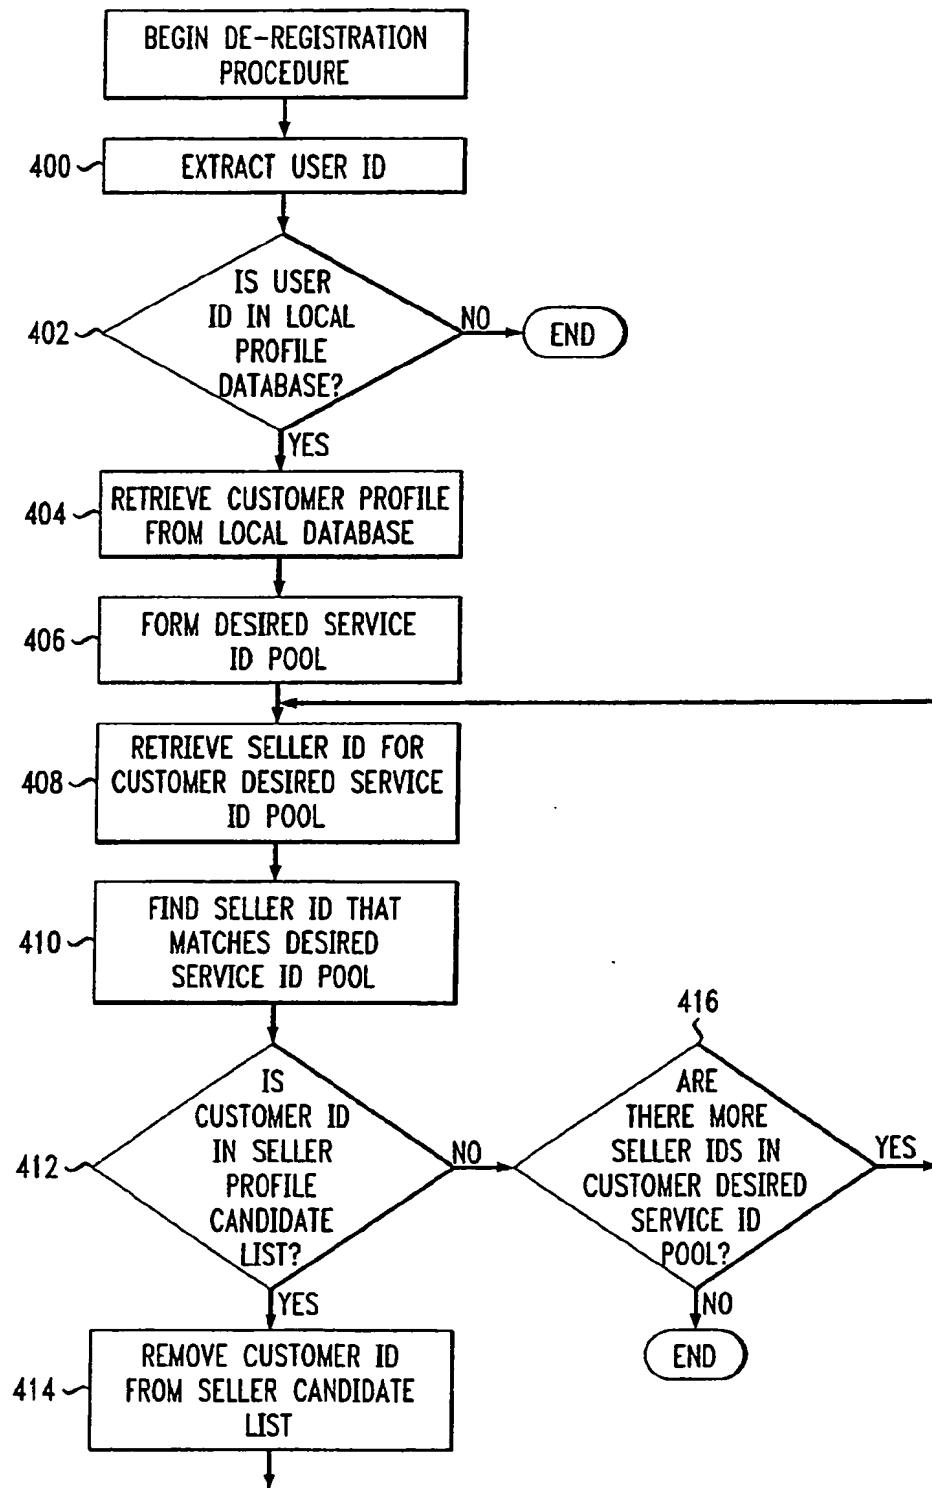 BEGIN DE-REGISTRATION
PROCEDURE
400
EXTRACT USER ID
402
IS USER
ID IN LOCAL
PROFILE
DATABASE?
NO
END
YES
404
RETRIEVE CUSTOMER PROFILE
FROM LOCAL DATABASE
406
FORM DESIRED SERVICE
ID POOL
408
RETRIEVE SELLER ID FOR
CUSTOMER DESIRED SERVICE
ID POOL
410
FIND SELLER ID THAT
MATCHES DESIRED
SERVICE ID POOL
412
IS
CUSTOMER ID
IN SELLER
PROFILE
CANDIDATE
LIST?
NO
416
ARE
THERE MORE
SELLER IDS IN
CUSTOMER DESIRED
SERVICE ID
POOL?
YES
NO
END
YES
414
REMOVE CUSTOMER ID
FROM SELLER CANDIDATE
LIST